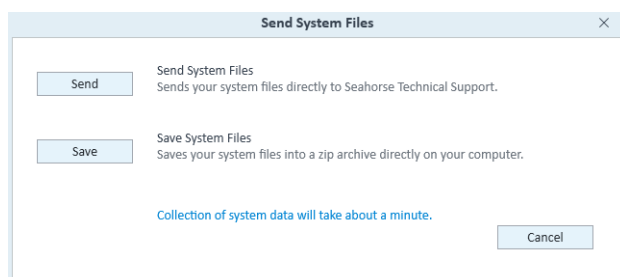 Send System Files
Send
Send System Files
Sends your system files directly to Seahorse Technical Support.
Save
Save System Files
Saves your system files into a zip archive directly on your computer.
Collection of system data will take about a minute.
Cancel